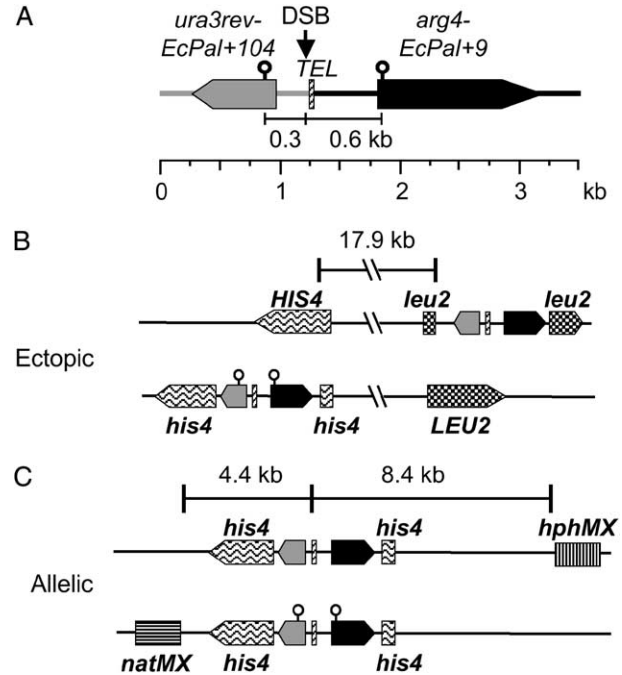 A
ura3rev-
EcPal+104
DSB
TEL
arg4-
EcPal+9
0.3 0.6 kb
0 1 2 3 kb
B
17.9 kb
HIS4 leu2 leu2
Ectopic
his4 his4 LEU2
C
4.4 kb 8.4 kb
his4 his4 hphMX
Allelic
natMX his4 his4